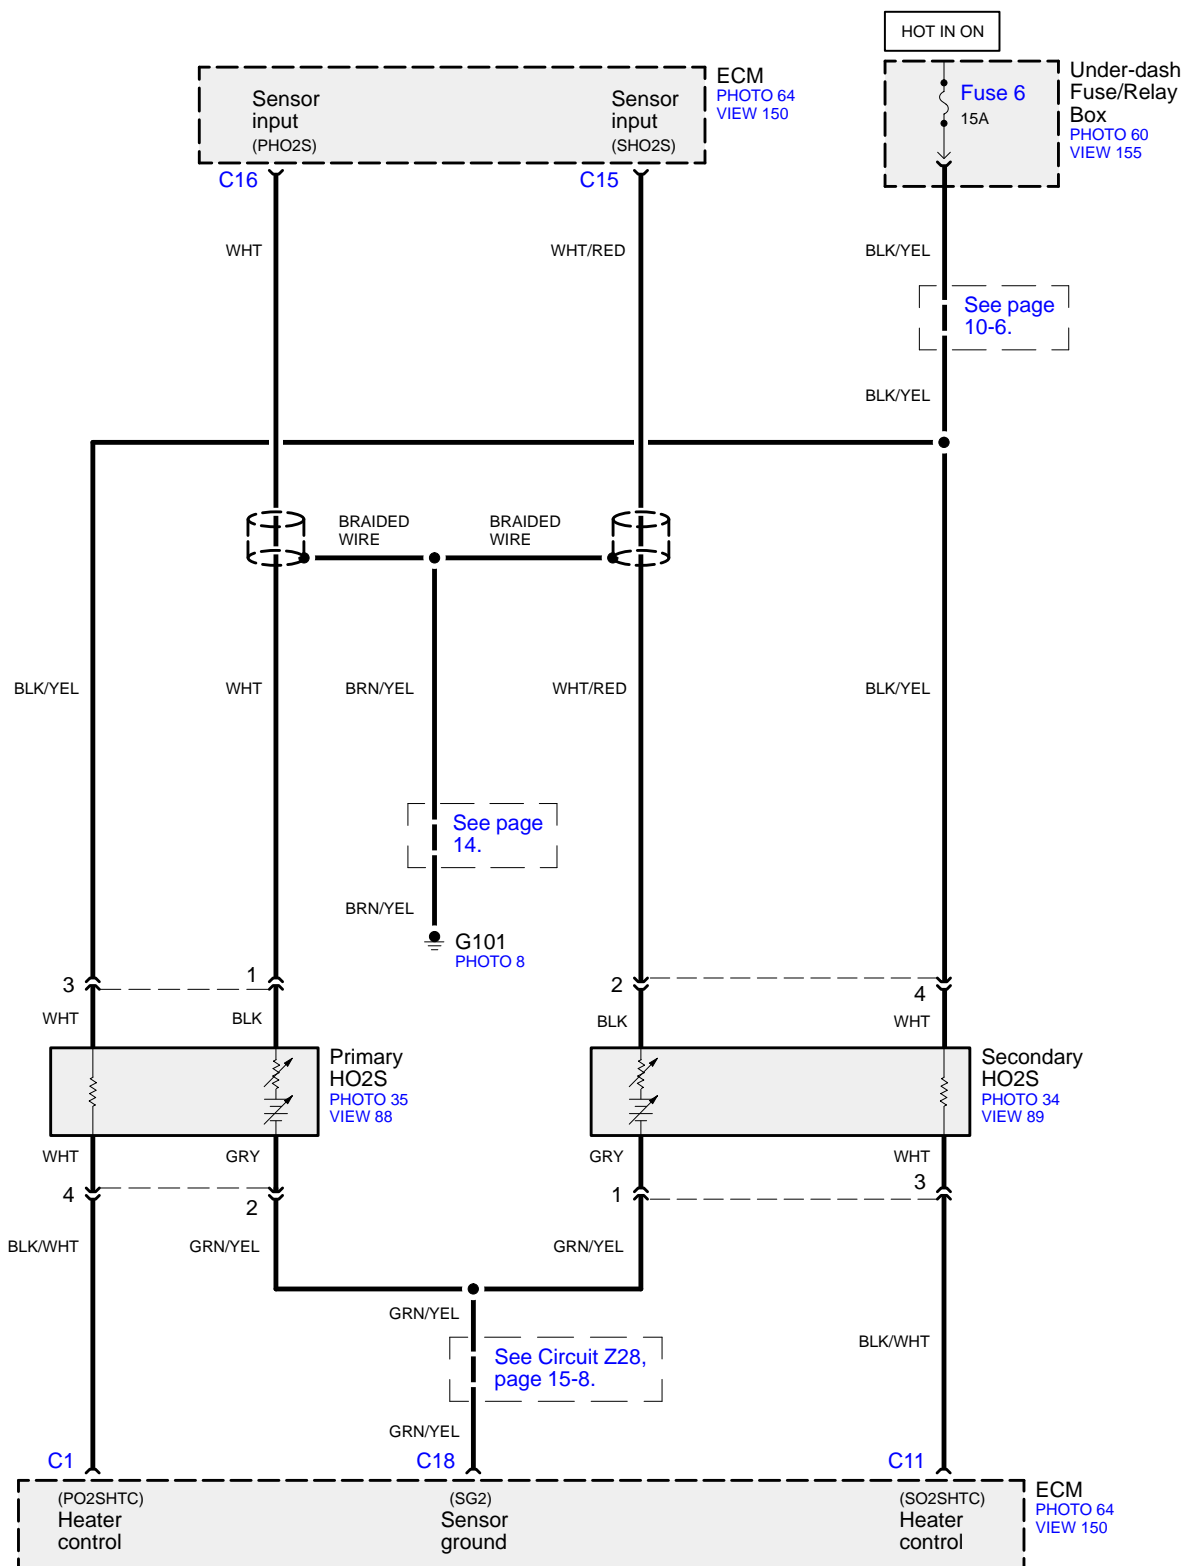 HOT IN ON
ECM
PHOTO 64
VIEW 150
Sensor
input
(PHO2S)
Sensor
input
(SHO2S)
Fuse 6
15A
Under-dash
Fuse/Relay
Box
PHOTO 60
VIEW 155
C16
C15
WHT
WHT/RED
BLK/YEL
See page
10-6.
BLK/YEL
BRAIDED
WIRE
BRAIDED
WIRE
BLK/YEL
WHT
BRN/YEL
WHT/RED
BLK/YEL
See page
14.
BRN/YEL
G101
PHOTO 8
3
1
2
4
WHT
BLK
BLK
WHT
Primary
HO2S
PHOTO 35
VIEW 88
Secondary
HO2S
PHOTO 34
VIEW 89
WHT
GRY
GRY
WHT
4
2
1
3
BLK/WHT
GRN/YEL
GRN/YEL
GRN/YEL
BLK/WHT
See Circuit Z28,
page 15-8.
GRN/YEL
C1
C18
C11
(PO2SHTC)
Heater
control
(SG2)
Sensor
ground
(SO2SHTC)
Heater
control
ECM
PHOTO 64
VIEW 150